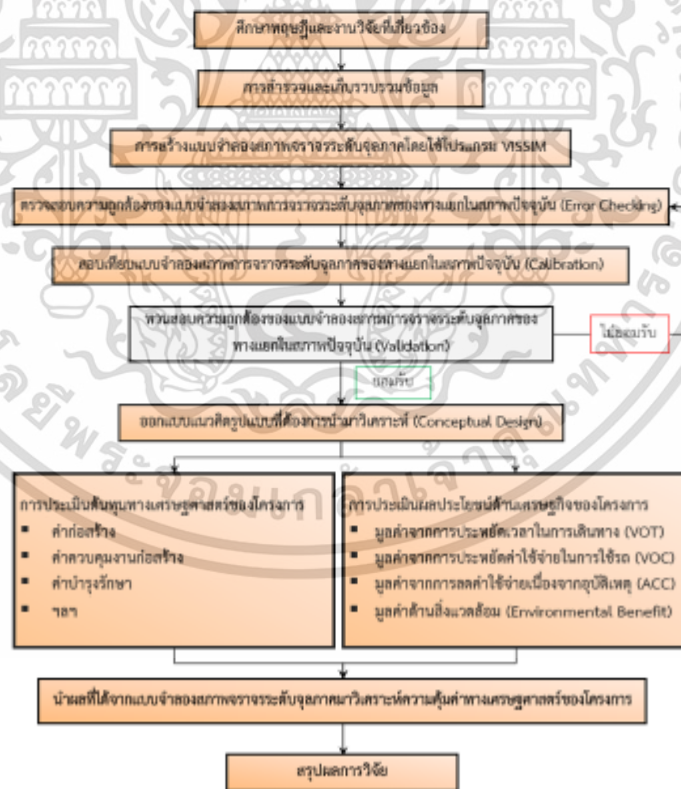 ศึกษาทฤษฎีและงานวิจัยที่เกี่ยวข้อง
การสำรวจและเก็บรวบรวมข้อมูล
การสร้างแบบจำลองสภาพจราจรระดับจุลภาคโดยใช้โปรแกรม VISSIM
ตรวจสอบความถูกต้องของแบบจำลองสภาพการจราจรระดับจุลภาคของทางแยกในสภาพปัจจุบัน (Error Checking)
สอบเทียบแบบจำลองสภาพการจราจรระดับจุลภาคของทางแยกในสภาพปัจจุบัน (Calibration)
ทวนสอบความถูกต้องของแบบจำลองสภาพการจราจรระดับจุลภาคของ
ทางแยกในสภาพปัจจุบัน (Validation)
ไม่ยอมรับ
ยอมรับ
ออกแบบแนวคิดรูปแบบที่ต้องการนำมาวิเคราะห์ (Conceptual Design)
การประเมินต้นทุนทางเศรษฐศาสตร์ของโครงการ
▪ ค่าก่อสร้าง
▪ ค่าควบคุมงานก่อสร้าง
▪ ค่าบำรุงรักษา
▪ ฯลฯ
การประเมินผลประโยชน์ด้านเศรษฐกิจของโครงการ
▪ มูลค่าจากการประหยัดเวลาในการเดินทาง (VOT)
▪ มูลค่าจากการประหยัดค่าใช้จ่ายในการใช้รถ (VOC)
▪ มูลค่าจากการลดค่าใช้จ่ายเนื่องจากอุบัติเหตุ (ACC)
▪ มูลค่าด้านสิ่งแวดล้อม (Environmental Benefit)
นำผลที่ได้จากแบบจำลองสภาพจราจรระดับจุลภาคมาวิเคราะห์ความคุ้มค่าทางเศรษฐศาสตร์ของโครงการ
สรุปผลการวิจัย